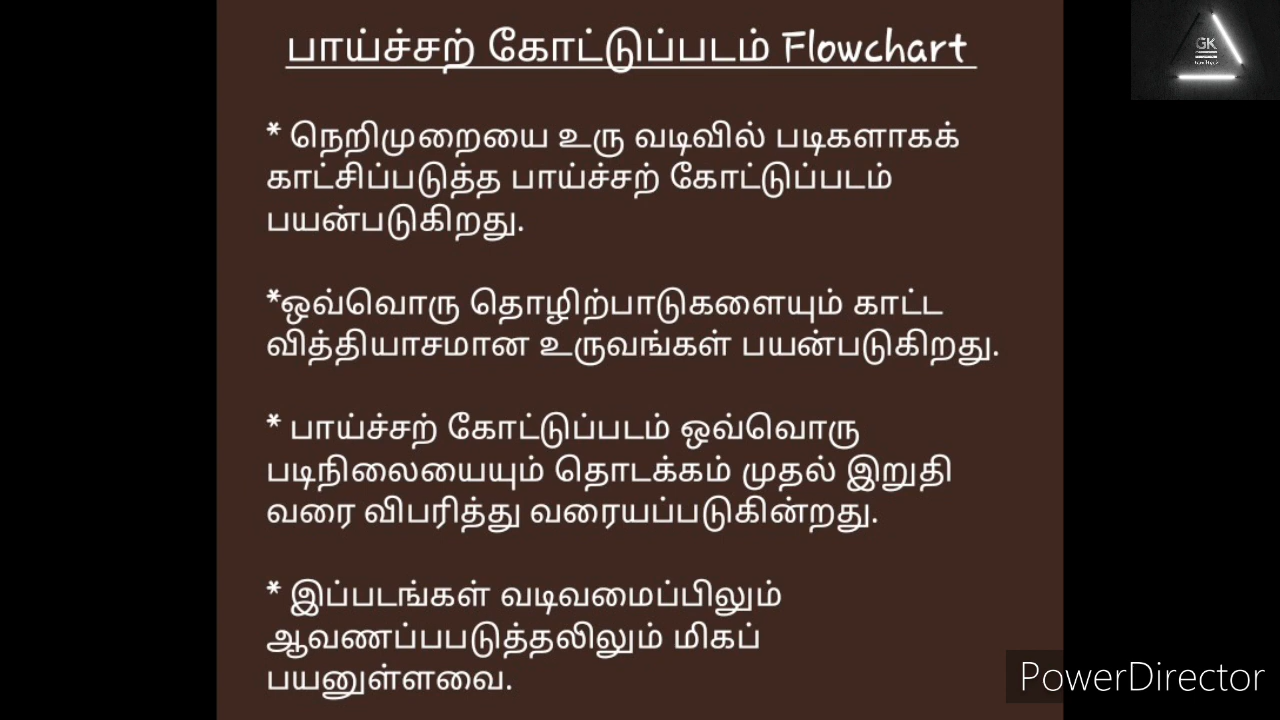 பாய்ச்சற் கோட்டுப்படம் Flowchart
* நெறிமுறையை உரு வடிவில் படிகளாகக்
காட்சிப்படுத்த பாய்ச்சற் கோட்டுப்படம்
பயன்படுகிறது.
*ஒவ்வொரு தொழிற்பாடுகளையும் காட்ட
வித்தியாசமான உருவங்கள் பயன்படுகிறது.
* பாய்ச்சற் கோட்டுப்படம் ஒவ்வொரு
படிநிலையையும் தொடக்கம் முதல் இறுதி
வரை விபரித்து வரையப்படுகின்றது.
* இப்படங்கள் வடிவமைப்பிலும்
ஆவணப்பபடுத்தலிலும் மிகப்
பயனுள்ளவை.
GK
PowerDirector